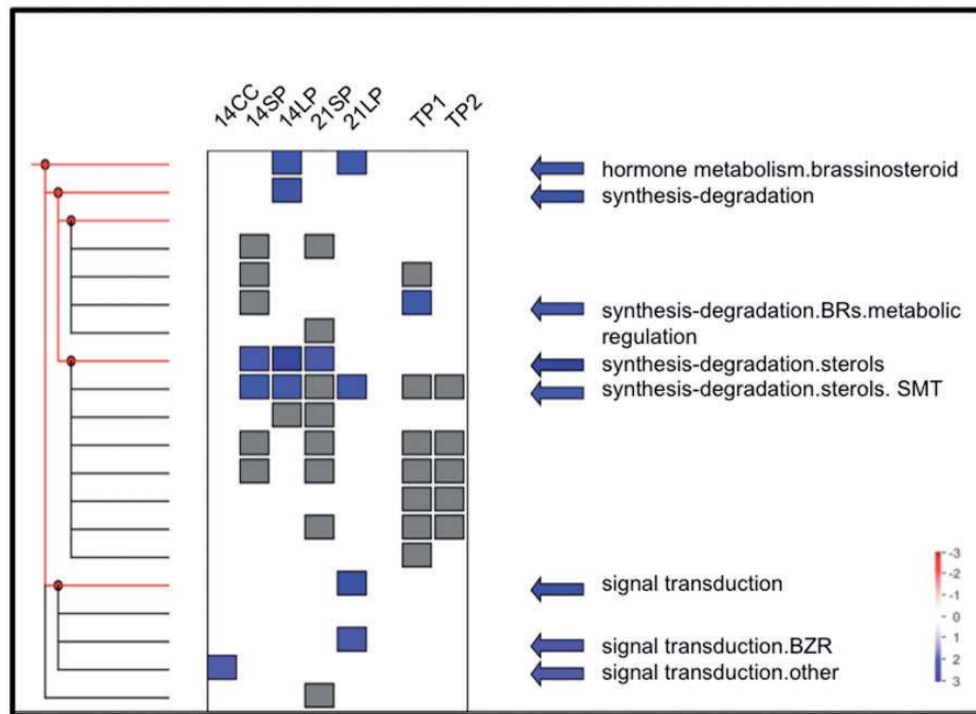 14CC
14SP
14LP
21SP
21LP
TP1
TP2
hormone metabolism.brassinosteroid
synthesis-degradation
synthesis-degradation.BRs.metabolic
regulation
synthesis-degradation.sterols
synthesis-degradation.sterols. SMT
signal transduction
signal transduction.BZR
signal transduction.other
-3
-2
-1
0
1
2
3